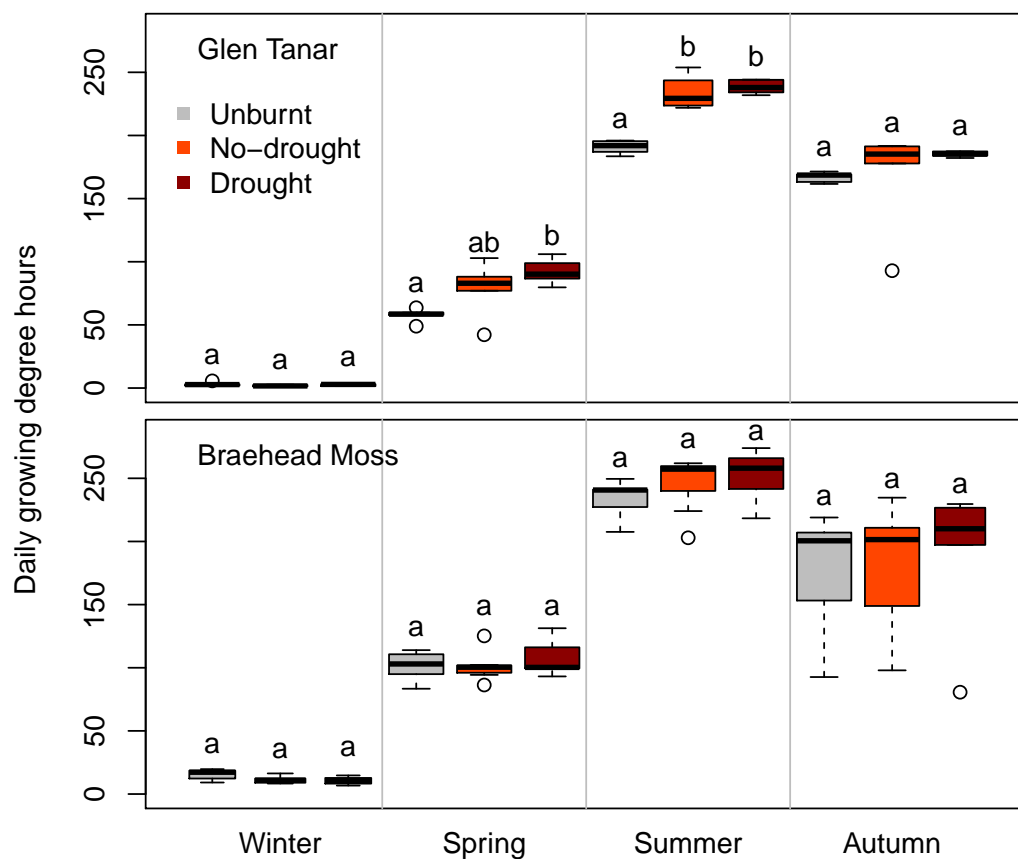 Glen Tanar
Unburnt
No−drought
Drought
Daily growing degree hours
250
150
50
0
a a a
a ab b
a b b
a a a
Braehead Moss
250
150
50
0
a a a
a a a
a a a
a a a
Winter Spring Summer Autumn